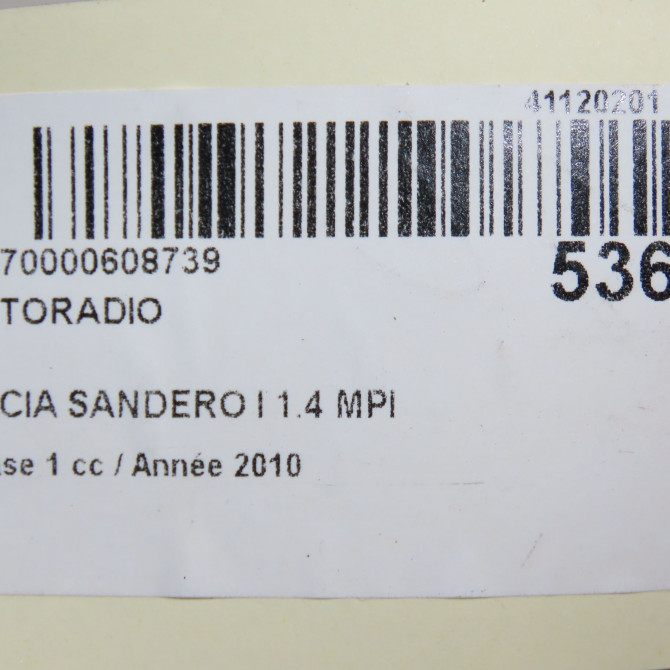 41120201
70000608739
536
TORADIO
CIA SANDERO I 1.4 MPI
se 1 cc / Année 2010